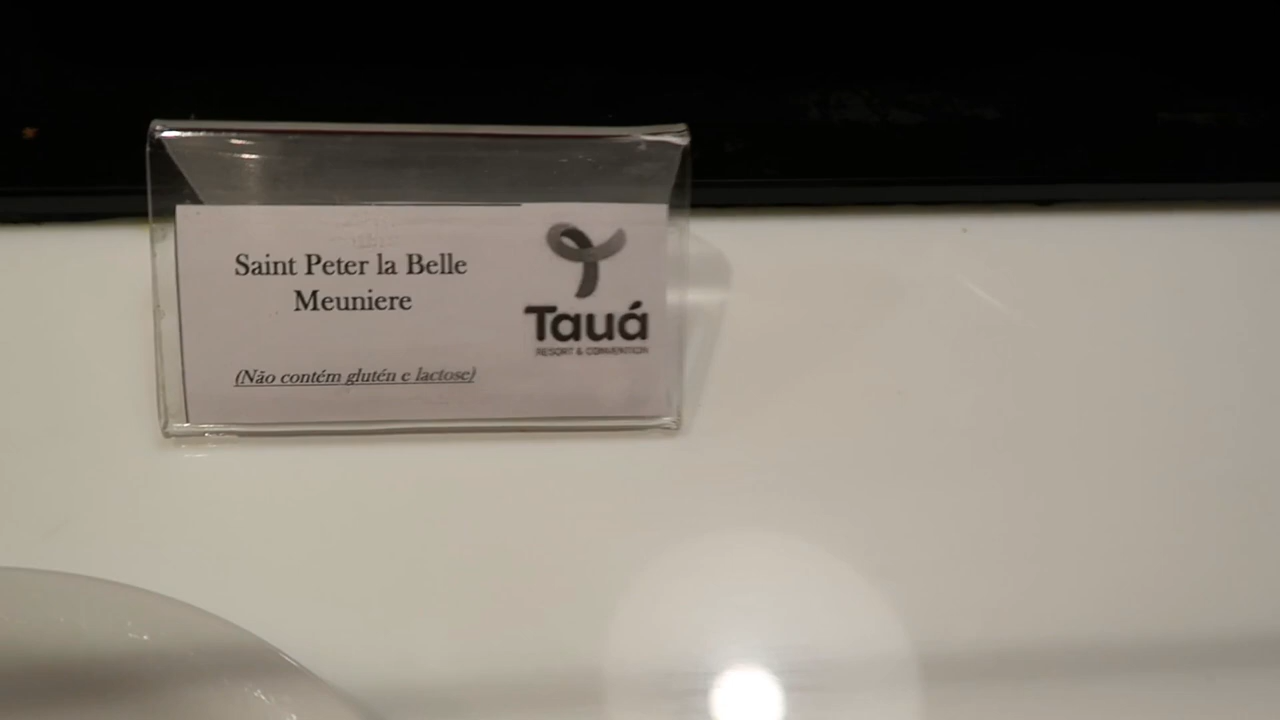 Saint Peter la Belle
Meuniere
(Não contém glutén e lactose)
Tauá
RESORT & CONVENTION